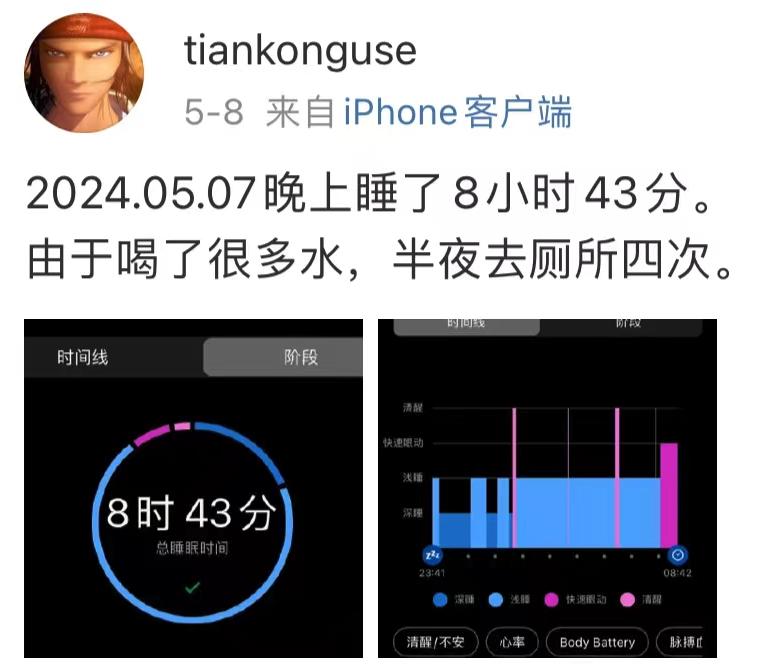 tiankonguse
5-8 来自 iPhone客户端
2024.05.07晚上睡了8小时43分。
由于喝了很多水，半夜去厕所四次。
时间线 阶段
8时43分
总睡眠时间
时间线 阶段
清醒
快速眼动
浅睡
深睡
zzz
23:41 08:42
深睡 浅睡 快速眼动 清醒
清醒/不安 心率 Body Battery 脉搏